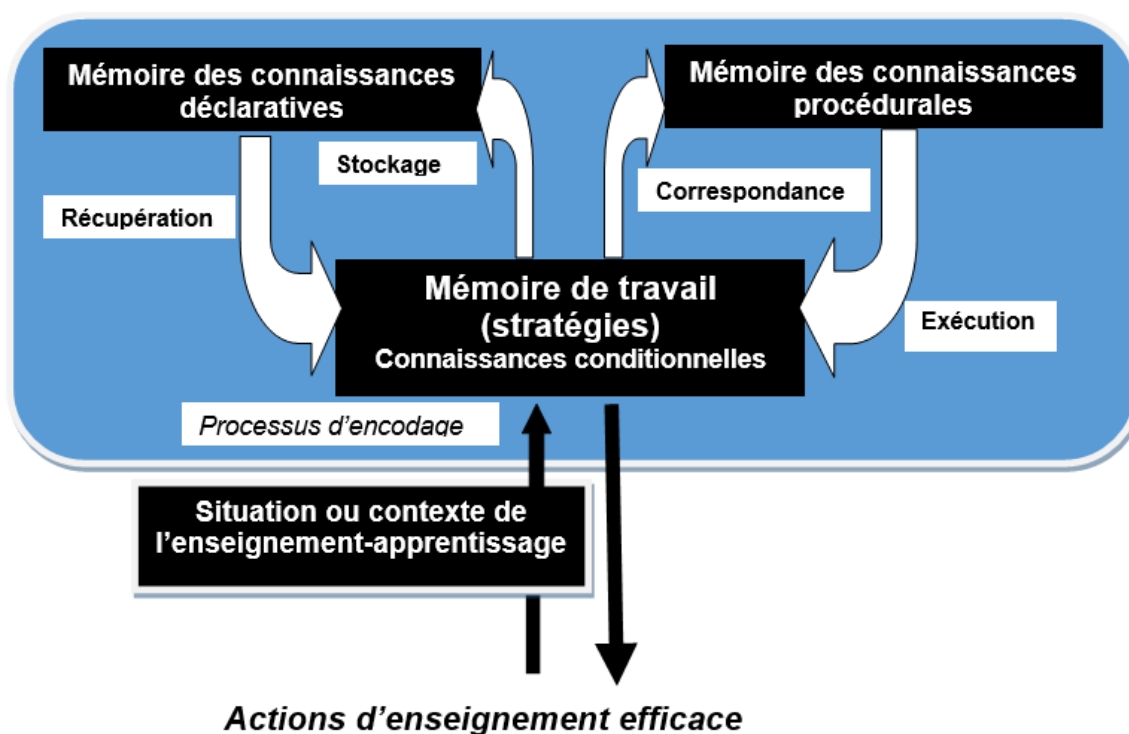 Mémoire des connaissances
déclaratives
Mémoire des connaissances
procédurales
Stockage
Correspondance
Récupération
Mémoire de travail
(stratégies)
Connaissances conditionnelles
Exécution
Processus d’encodage
Situation ou contexte de
l’enseignement-apprentissage
Actions d’enseignement efficace